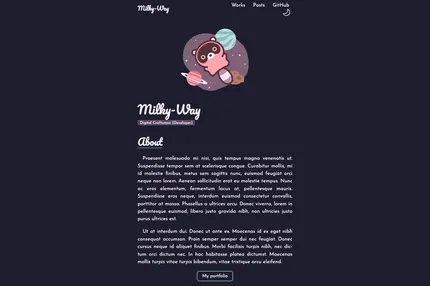 Milky-Way
Works Posts GitHub
Milky-Way
Digital Craftsman (Developer)
About
Praesent malesuada mi nisi, quis tempus magna venenatis ut.
Suspendisse tempor sem at scelerisque congue. Curabitur mollis, mi
id molestie finibus, metus sem sagittis nunc, euismod feugiat orci
neque non lorem. Aenean sollicitudin erat eu molestie tempus. Nunc
ac eros elementum, fermentum lacus at, pellentesque mauris.
Suspendisse eros neque, interdum euismod consectetur convallis,
porttitor at massa. Phasellus a ultrices arcu. Donec viverra, lorem in
pellentesque euismod, libero justo gravida nibh, non ultricies justo
purus ultrices est.
Ut at interdum dui. Donec ut ante ex. Maecenas id ex eget nibh
consequat accumsan. Proin semper semper dui nec feugiat. Donec
cursus neque id aliquet finibus. Morbi facilisis turpis nibh, nec dic-
tum orci dictum nec. In hac habitasse platea dictumst. Maecenas
mollis turpis vitae turpis bibendum, vitae tristique arcu eleifend.
My portfolio